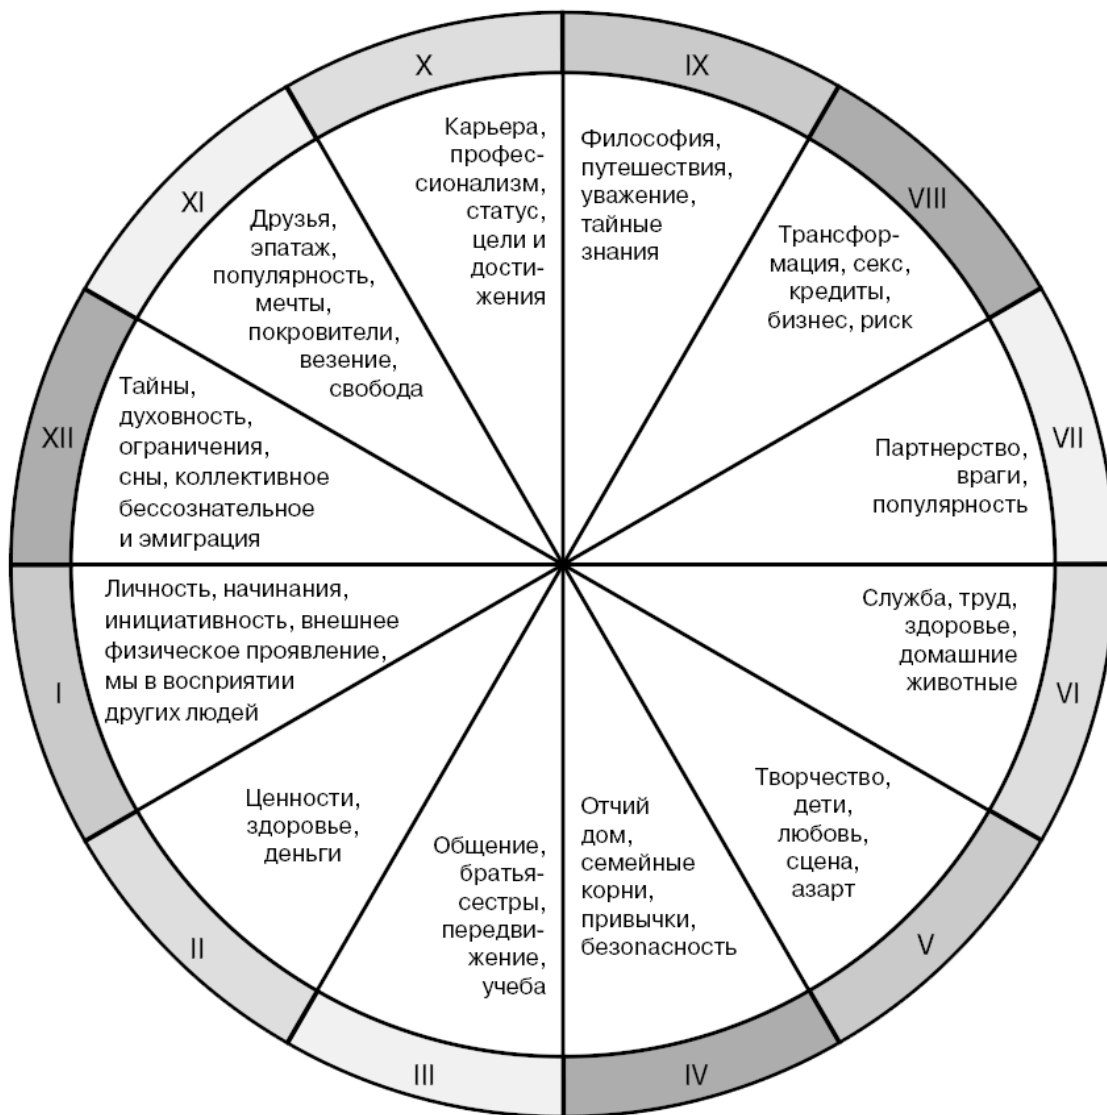 X
Карьера,
профес-
сионализм,
статус,
цели и
дости-
жения
IX
Философия,
путешествия,
уважение,
тайные
знания
VIII
Трансфор-
мация, секс,
кредиты,
бизнес, риск
VII
Партнерство,
враги,
популярность
VI
Служба, труд,
здоровье,
домашние
животные
V
Творчество,
дети,
любовь,
сцена,
азарт
IV
Отчий
дом,
семейные
корни,
привычки,
безопасность
III
Общение,
братья-
сестры,
передви-
жение,
учеба
II
Ценности,
здоровье,
деньги
I
Личность, начинания,
инициативность, внешнее
физическое проявление,
мы в восприятии
других людей
XII
Тайны,
духовность,
ограничения,
сны, коллективное
бессознательное
и эмиграция
XI
Друзья,
эпатаж,
популярность,
мечты,
покровители,
везение,
свобода